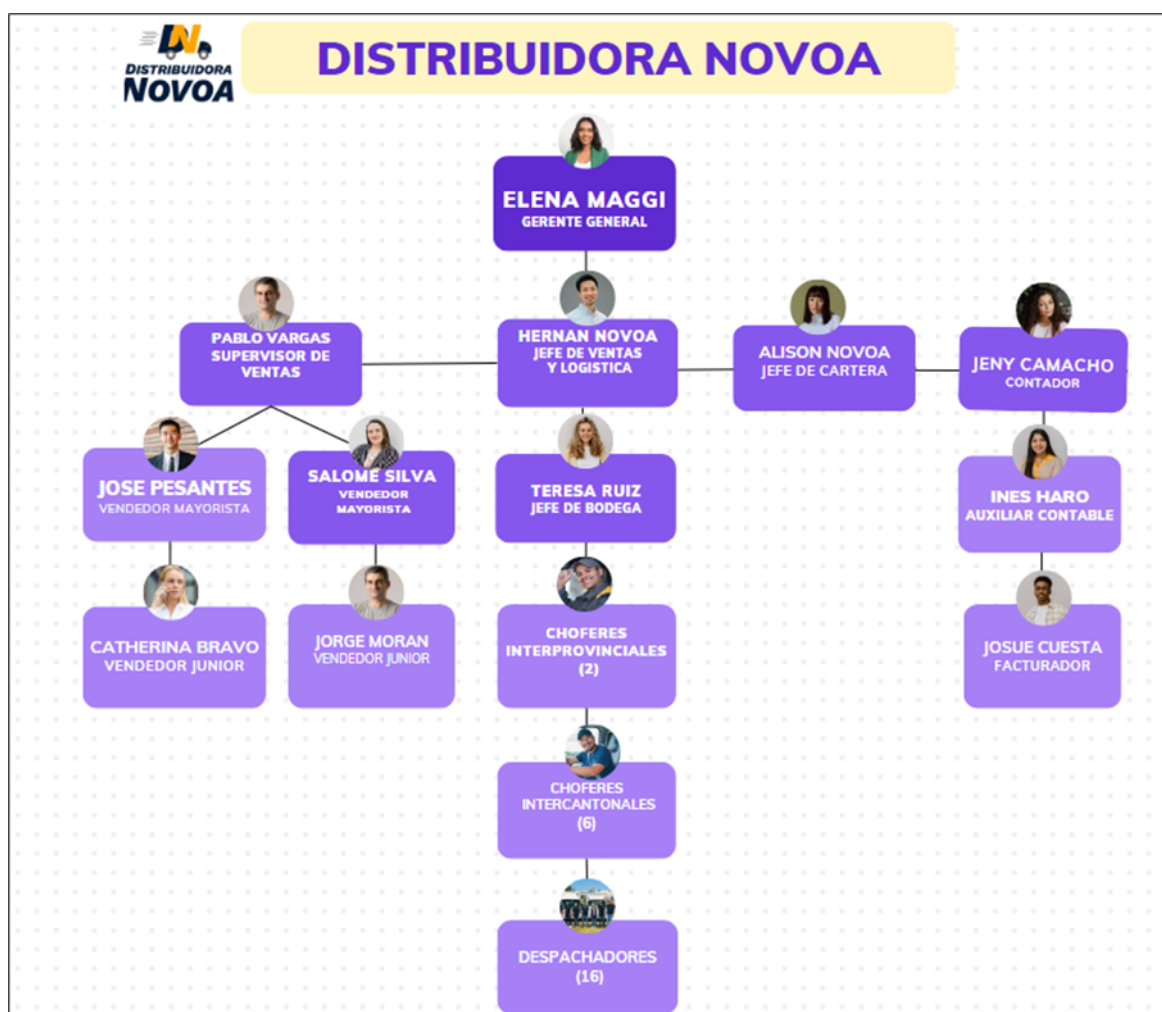 DISTRIBUIDORA
NOVOA
DISTRIBUIDORA NOVOA
ELENA MAGGI
GERENTE GENERAL
PABLO VARGAS
SUPERVISOR DE
VENTAS
HERNAN NOVOA
JEFE DE VENTAS
Y LOGISTICA
ALISON NOVOA
JEFE DE CARTERA
JENY CAMACHO
CONTADOR
JOSE PESANTES
VENDEDOR MAYORISTA
SALOME SILVA
VENDEDOR
MAYORISTA
TERESA RUIZ
JEFE DE BODEGA
INES HARO
AUXILIAR CONTABLE
CATHERINA BRAVO
VENDEDOR JUNIOR
JORGE MORAN
VENDEDOR JUNIOR
CHOFERES
INTERPROVINCIALES
(2)
JOSUE CUESTA
FACTURADOR
CHOFERES
INTERCANTONALES
(6)
DESPACHADORES
(16)